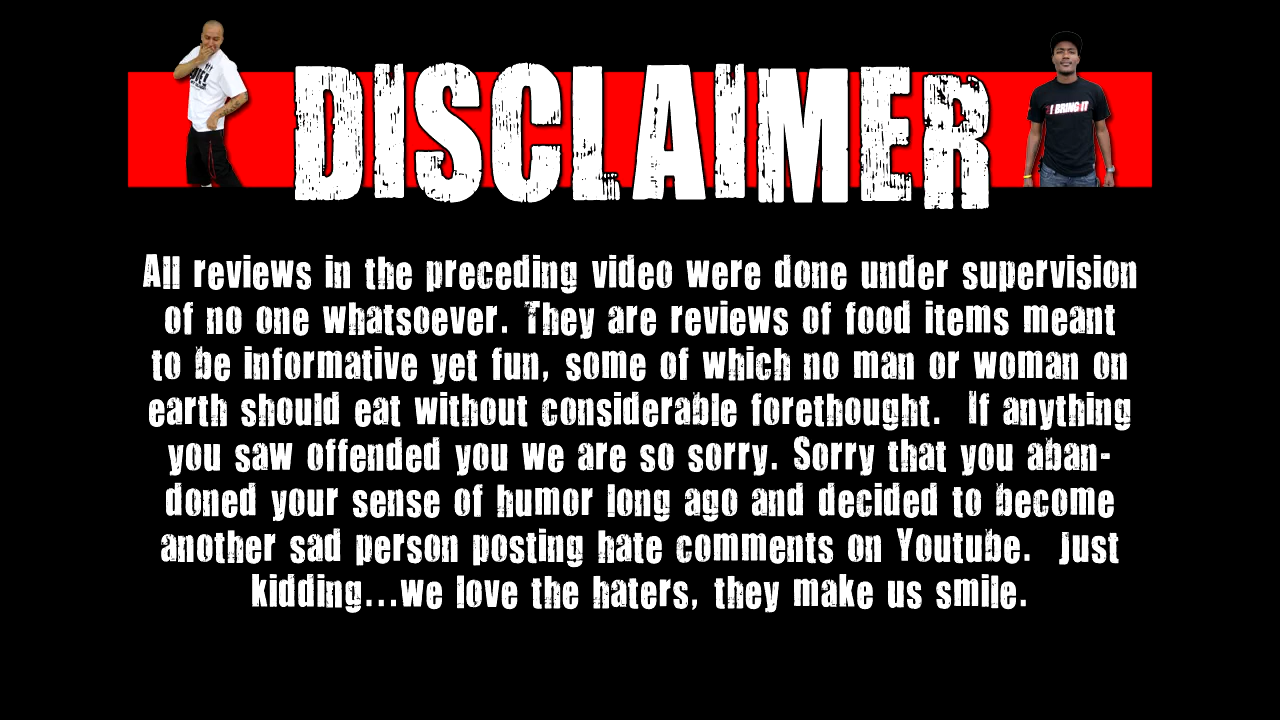 DISCLAIMER
I BRING IT
All reviews in the preceding video were done under supervision
of no one whatsoever. They are reviews of food items meant
to be informative yet fun, some of which no man or woman on
earth should eat without considerable forethought. If anything
you saw offended you we are so sorry. Sorry that you aban-
doned your sense of humor long ago and decided to become
another sad person posting hate comments on Youtube. Just
kidding...we love the haters, they make us smile.